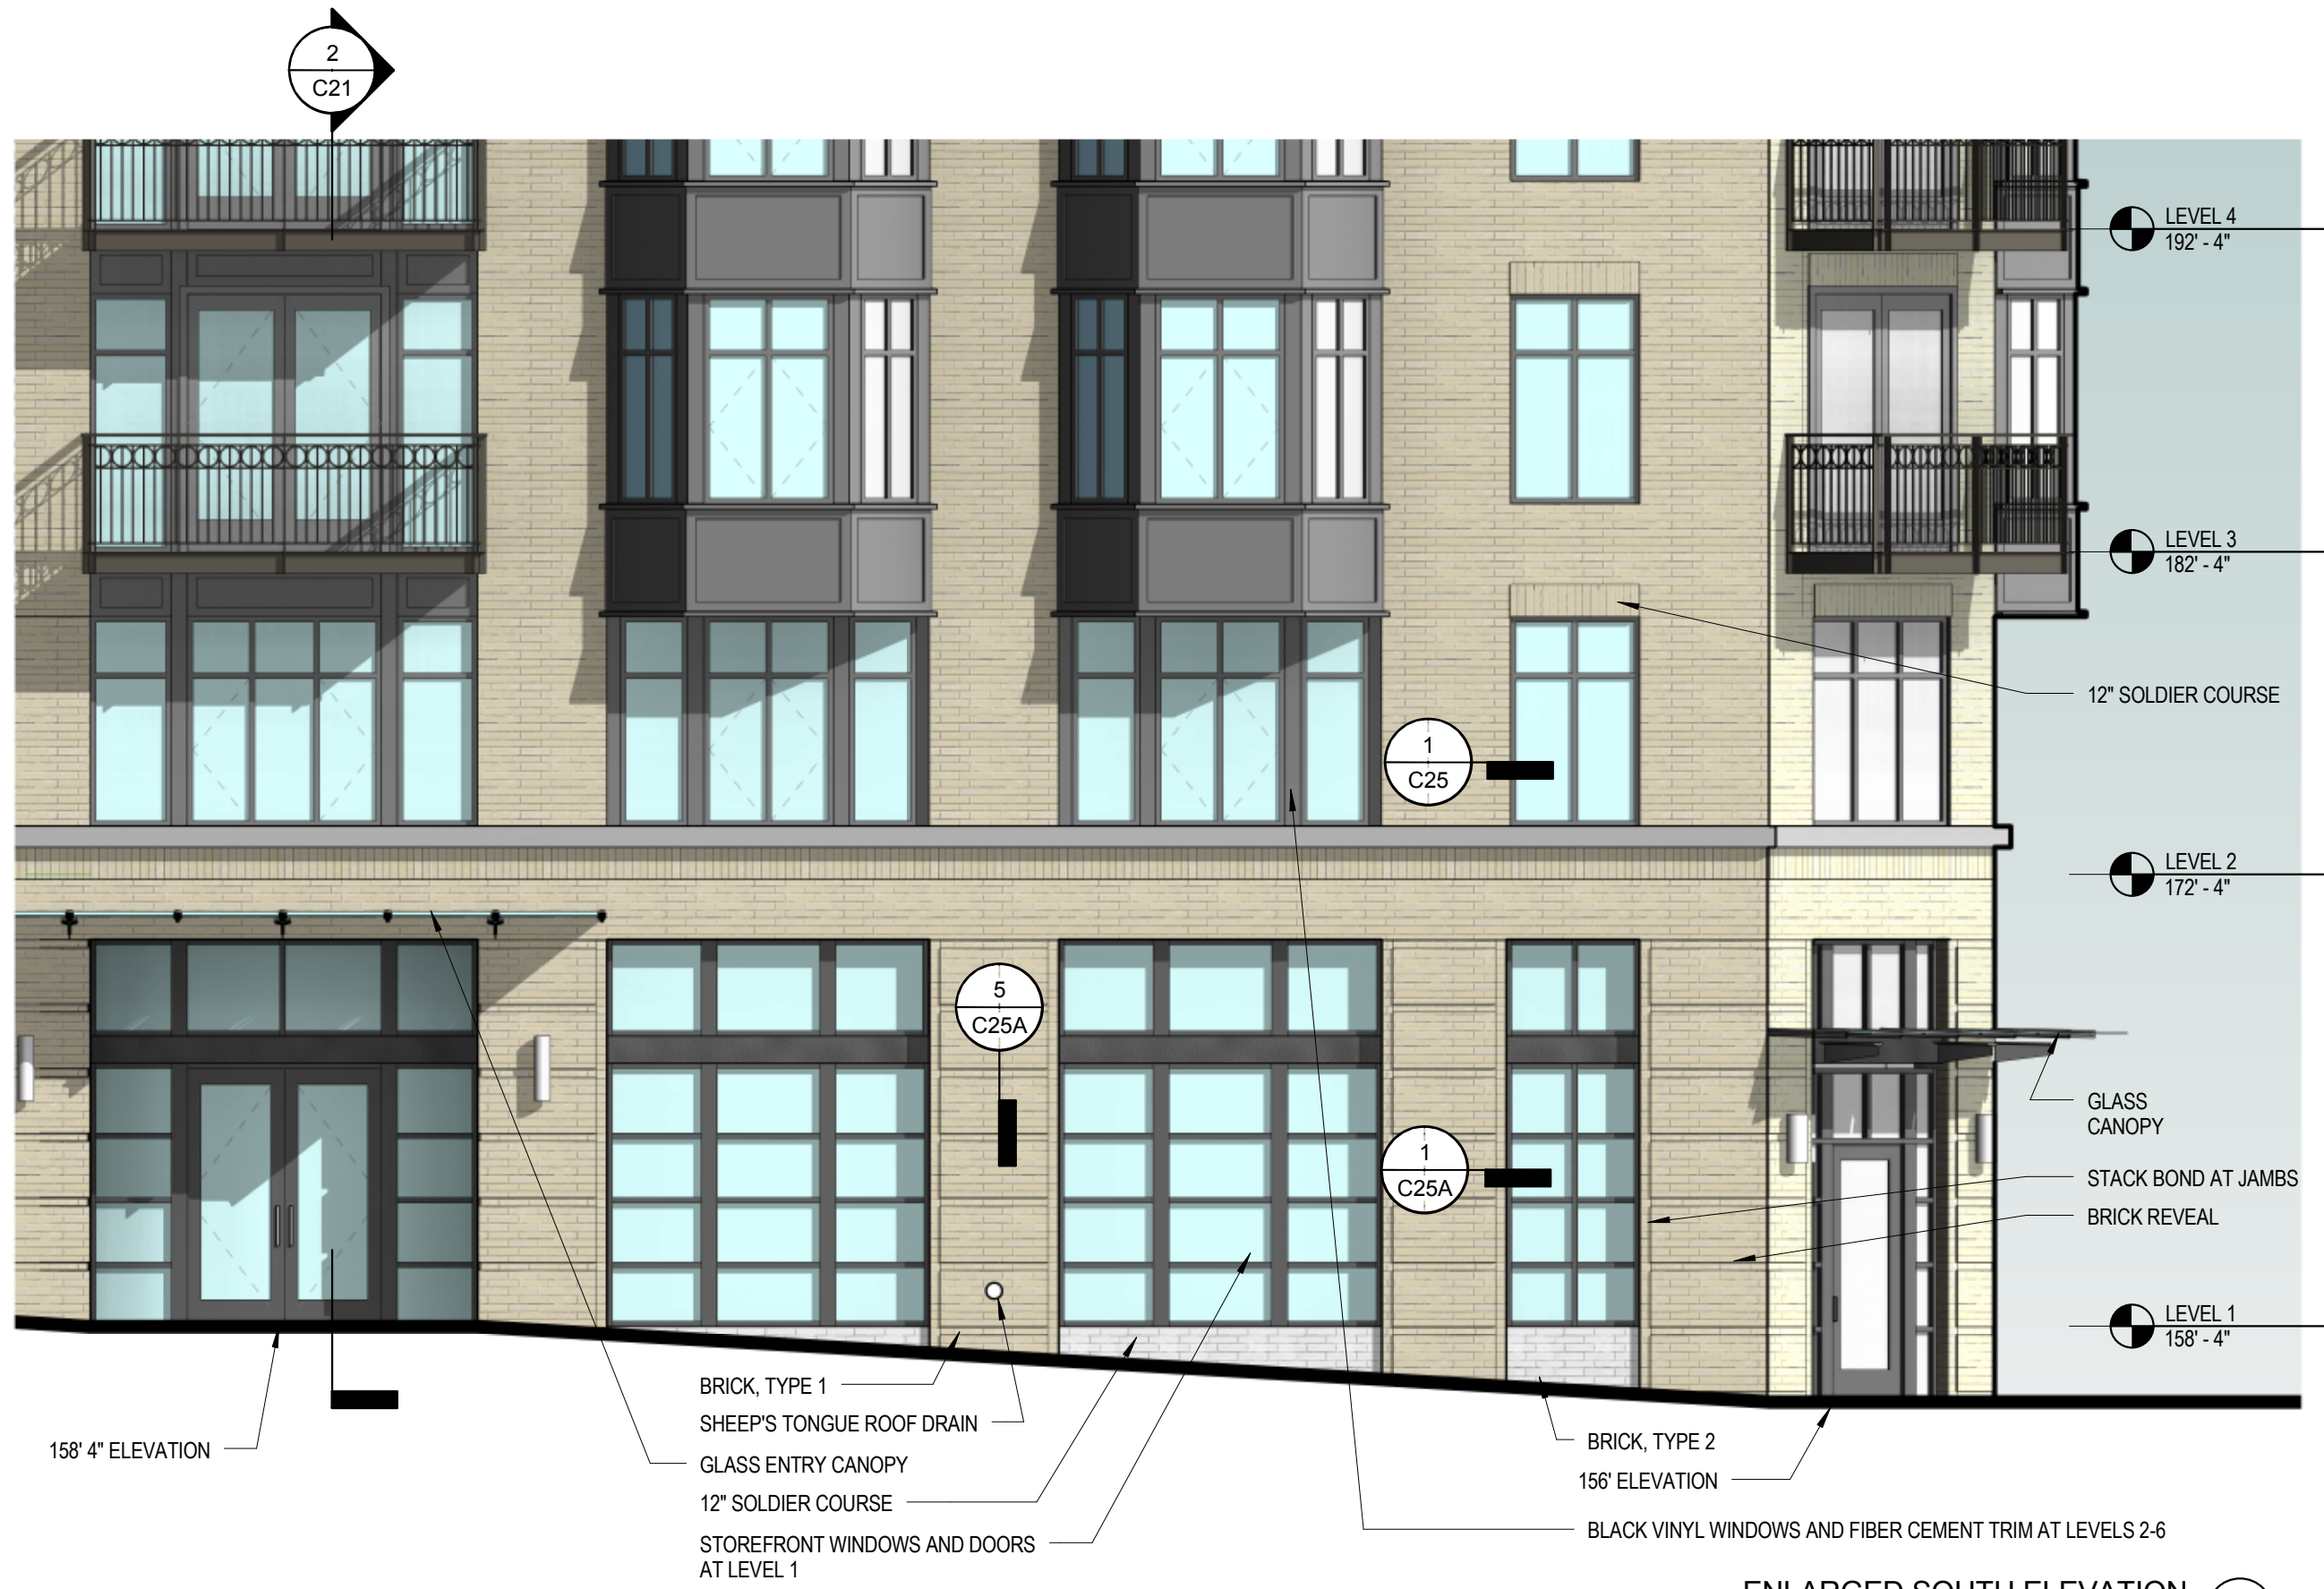 2
C21
LEVEL 4
192' - 4"
LEVEL 3
182' - 4"
12" SOLDIER COURSE
1
C25
LEVEL 2
172' - 4"
5
C25A
GLASS
CANOPY
1
C25A
STACK BOND AT JAMBS
BRICK REVEAL
LEVEL 1
158' - 4"
BRICK, TYPE 1
SHEEP'S TONGUE ROOF DRAIN
158' 4" ELEVATION
BRICK, TYPE 2
GLASS ENTRY CANOPY
156' ELEVATION
12" SOLDIER COURSE
BLACK VINYL WINDOWS AND FIBER CEMENT TRIM AT LEVELS 2-6
STOREFRONT WINDOWS AND DOORS
AT LEVEL 1
ENLARGED SOUTH ELEVATION